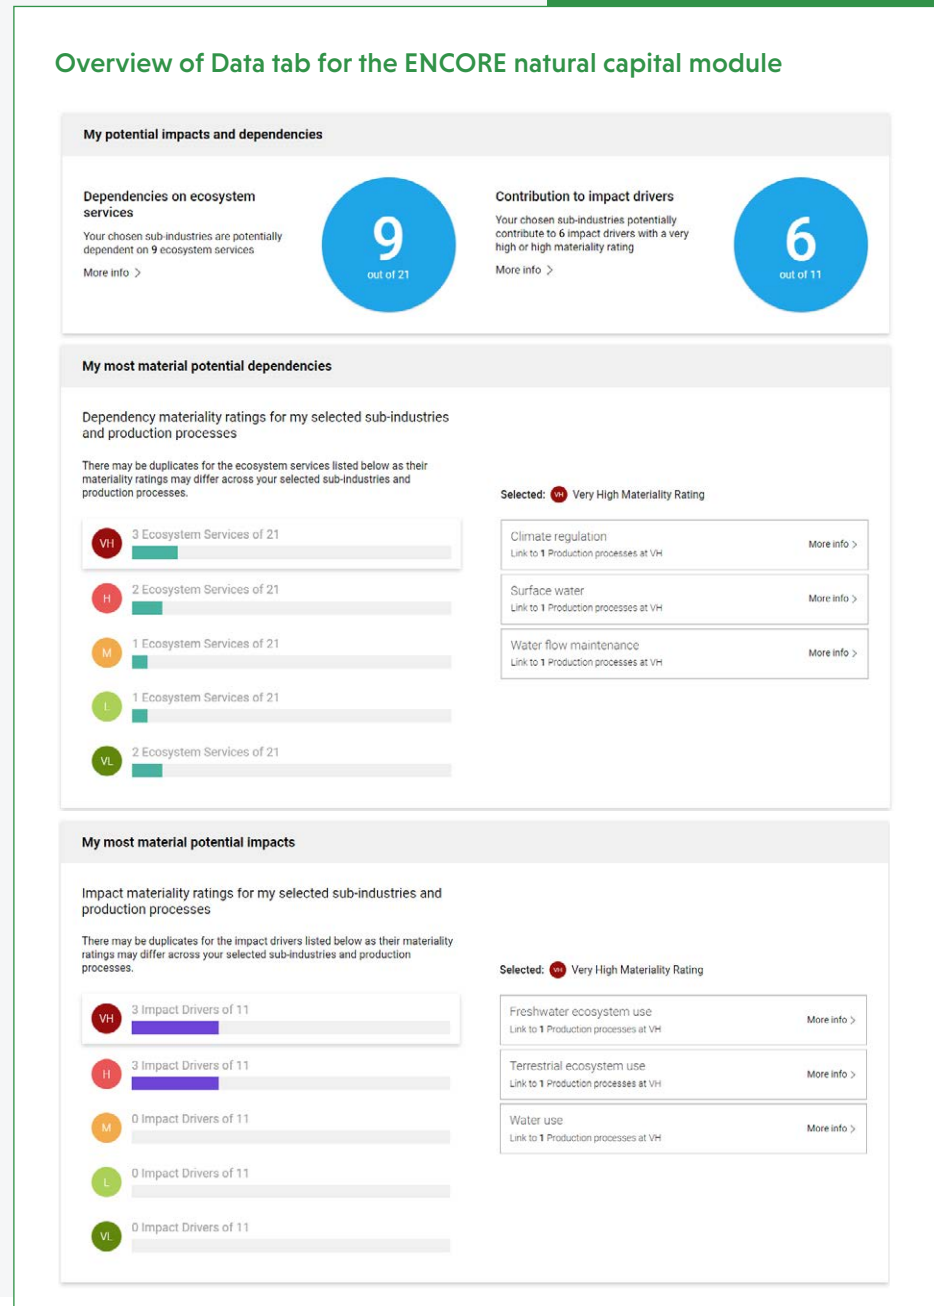 Overview of Data tab for the ENCORE natural capital module
My potential impacts and dependencies
Dependencies on ecosystem
services
Your chosen sub-industries are potentially
dependent on 9 ecosystem services
More info >
9
out of 21
Contribution to impact drivers
Your chosen sub-industries potentially
contribute to 6 impact drivers with a very
high or high materiality rating
More info >
6
out of 11
My most material potential dependencies
Dependency materiality ratings for my selected sub-industries
and production processes
There may be duplicates for the ecosystem services listed below as their
materiality ratings may differ across your selected sub-industries and
production processes.
VH 3 Ecosystem Services of 21
H 2 Ecosystem Services of 21
M 1 Ecosystem Services of 21
L 1 Ecosystem Services of 21
VL 2 Ecosystem Services of 21
Selected: VH Very High Materiality Rating
Climate regulation
Link to 1 Production processes at VH
More info >
Surface water
Link to 1 Production processes at VH
More info >
Water flow maintenance
Link to 1 Production processes at VH
More info >
My most material potential impacts
Impact materiality ratings for my selected sub-industries and
production processes
There may be duplicates for the impact drivers listed below as their materiality
ratings may differ across your selected sub-industries and production
processes.
VH 3 Impact Drivers of 11
H 3 Impact Drivers of 11
M 0 Impact Drivers of 11
L 0 Impact Drivers of 11
VL 0 Impact Drivers of 11
Selected: VH Very High Materiality Rating
Freshwater ecosystem use
Link to 1 Production processes at VH
More info >
Terrestrial ecosystem use
Link to 1 Production processes at VH
More info >
Water use
Link to 1 Production processes at VH
More info >